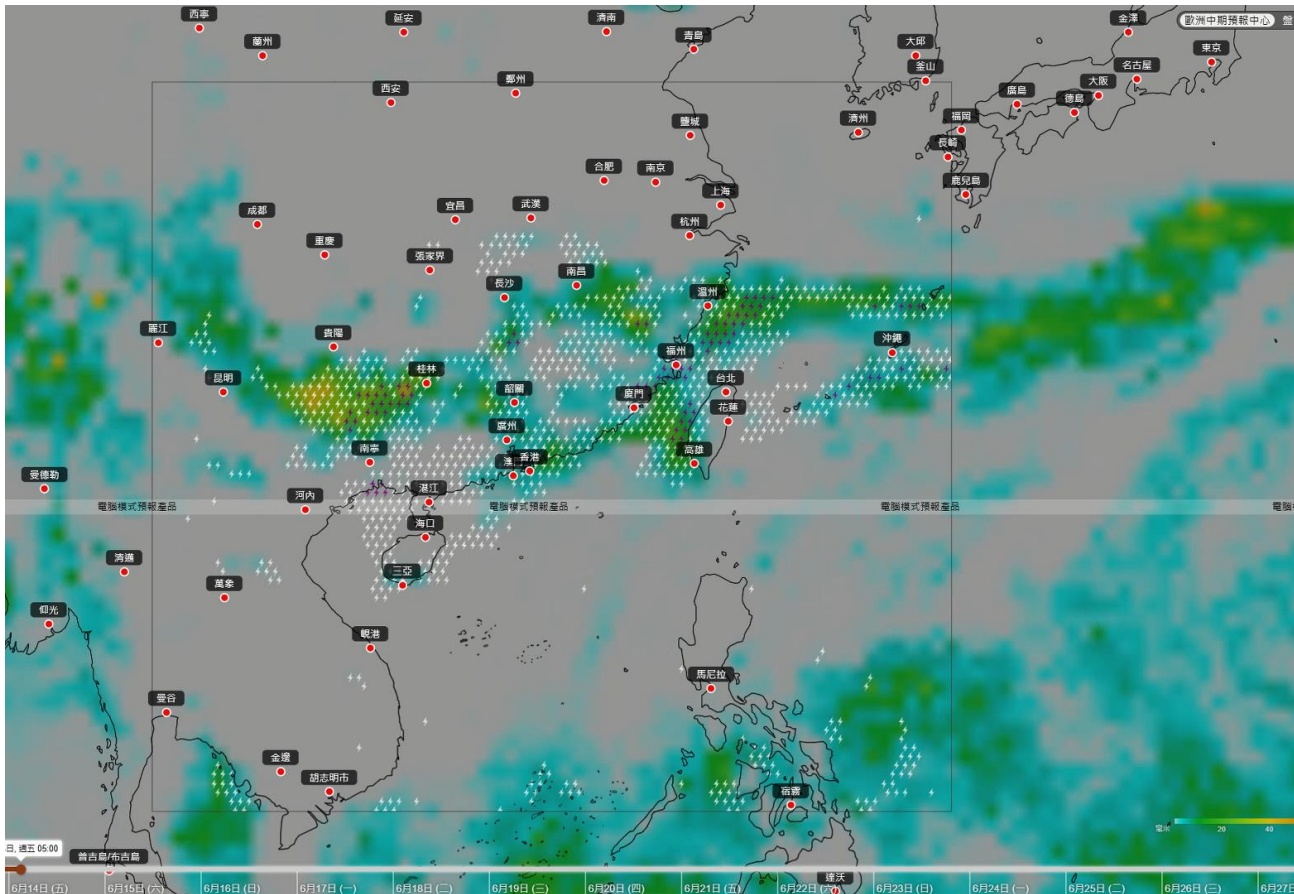 歐洲中期預報中心
盤
西寧
延安
濟南
青島
大邱
金澤
東京
蘭州
釜山
名古屋
西安
鄭州
大阪
廣島
德島
鹽城
濟州
福岡
長崎
合肥
南京
鹿兒島
上海
成都
宜昌
武漢
杭州
重慶
張家界
長沙
南昌
溫州
麗江
貴陽
沖繩
福州
昆明
桂林
台北
韶關
廈門
花蓮
廣州
南寧
高雄
香港
曼德勒
湛江
河內
電腦模式預報產品
電腦模式預報產品
電腦模式預報產品
海口
清邁
三亞
萬象
仰光
峴港
馬尼拉
曼谷
金邊
胡志明市
宿霧
毫米 20 40
日, 週五 05:00
普吉島/布吉島
達沃
6月14日 (五) 6月15日 (六) 6月16日 (日) 6月17日 (一) 6月18日 (二) 6月19日 (三) 6月20日 (四) 6月21日 (五) 6月22日 (六) 6月23日 (日) 6月24日 (一) 6月25日 (二) 6月26日 (三) 6月27日